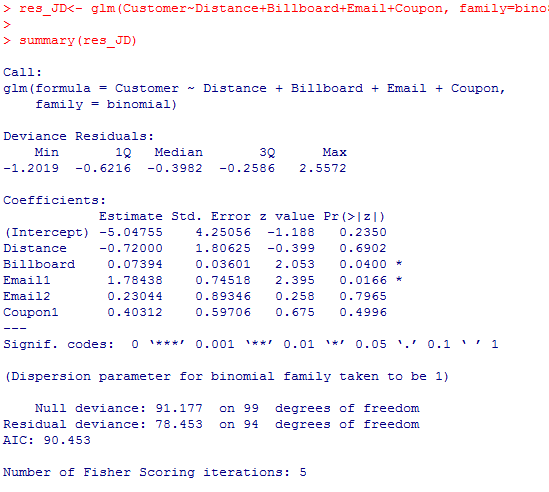 > res_JD<- glm(Customer~Distance+Billboard+Email+Coupon, family=bino
>
> summary(res_JD)
Call:
glm(formula = Customer ~ Distance + Billboard + Email + Coupon,
    family = binomial)
Deviance Residuals:
    Min      1Q  Median      3Q     Max
-1.2019 -0.6216 -0.3982 -0.2586  2.5572
Coefficients:
            Estimate Std. Error z value Pr(>|z|)
(Intercept) -5.04755    4.25056  -1.188   0.2350
Distance    -0.72000    1.80625  -0.399   0.6902
Billboard    0.07394    0.03601   2.053   0.0400 *
Email1       1.78438    0.74518   2.395   0.0166 *
Email2       0.23044    0.89346   0.258   0.7965
Coupon1      0.40312    0.59706   0.675   0.4996
---
Signif. codes:  0 ‘***’ 0.001 ‘**’ 0.01 ‘*’ 0.05 ‘.’ 0.1 ‘ ’ 1
(Dispersion parameter for binomial family taken to be 1)
    Null deviance: 91.177  on 99  degrees of freedom
Residual deviance: 78.453  on 94  degrees of freedom
AIC: 90.453
Number of Fisher Scoring iterations: 5